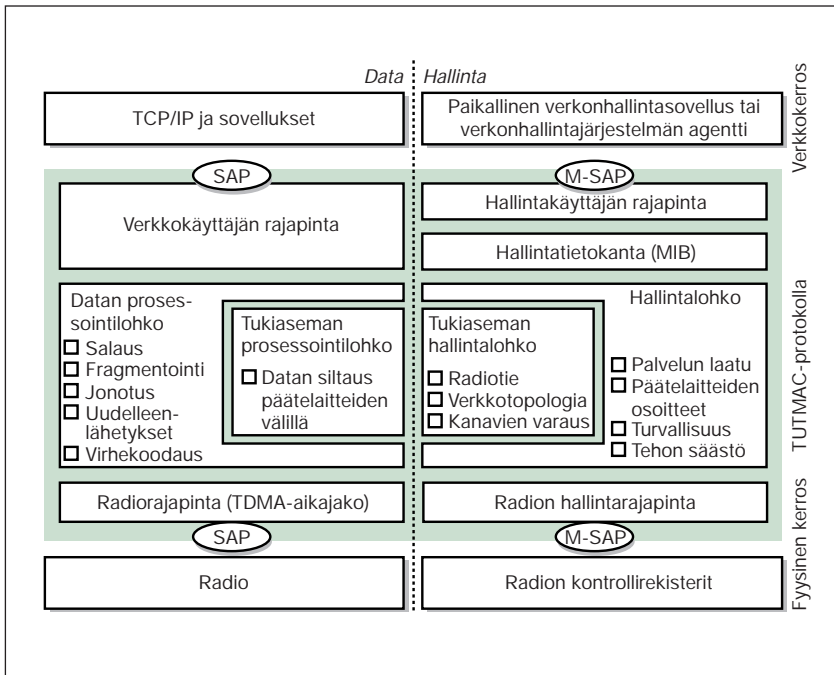 Data
Hallinta
TCP/IP ja sovellukset
Paikallinen verkonhallintasovellus tai
verkonhallintajärjestelmän agentti
Verkkokerros
SAP
M-SAP
Verkkokäyttäjän rajapinta
Hallintakäyttäjän rajapinta
Hallintatietokanta (MIB)
Datan proses-
sointilohko
Salaus
Fragmentointi
Jonotus
Uudelleen-
lähetykset
Virhekoodaus
Tukiaseman
prosessointilohko
Datan siltaus
päätelaitteiden
välillä
Tukiaseman
hallintalohko
Radiotie
Verkkotopologia
Kanavien varaus
Hallintalohko
Palvelun laatu
Päätelaitteiden
osoitteet
Turvallisuus
Tehon säästö
TUTMAC-protokolla
Radiorajapinta (TDMA-aikajako)
Radion hallintarajapinta
SAP
M-SAP
Radio
Radion kontrollirekisterit
Fyysinen kerros